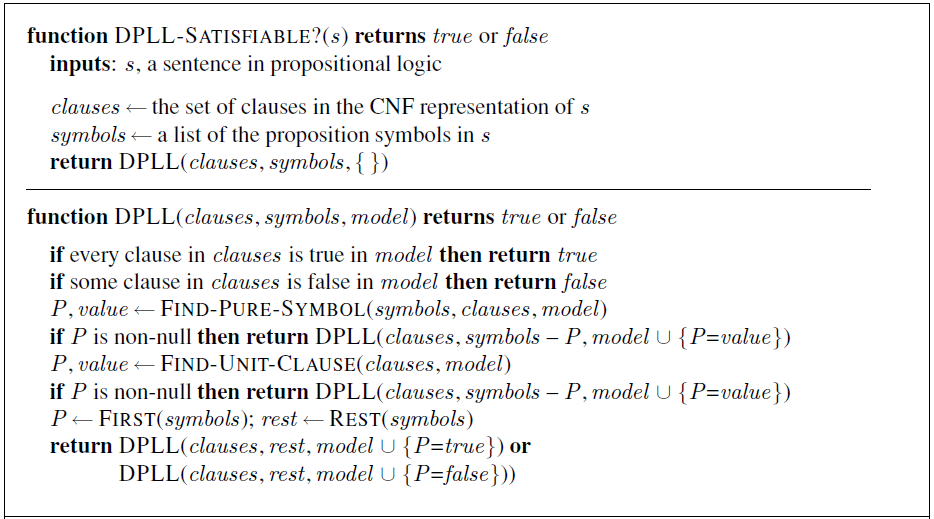 function DPLL-SATISFIABLE?(s) returns true or false
inputs: s, a sentence in propositional logic
clauses ← the set of clauses in the CNF representation of s
symbols ← a list of the proposition symbols in s
return DPLL(clauses, symbols, { })
function DPLL(clauses, symbols, model) returns true or false
if every clause in clauses is true in model then return true
if some clause in clauses is false in model then return false
P, value ← FIND-PURE-SYMBOL(symbols, clauses, model)
if P is non-null then return DPLL(clauses, symbols – P, model ∪ {P=value})
P, value ← FIND-UNIT-CLAUSE(clauses, model)
if P is non-null then return DPLL(clauses, symbols – P, model ∪ {P=value})
P ← FIRST(symbols); rest ← REST(symbols)
return DPLL(clauses, rest, model ∪ {P=true}) or
DPLL(clauses, rest, model ∪ {P=false}))